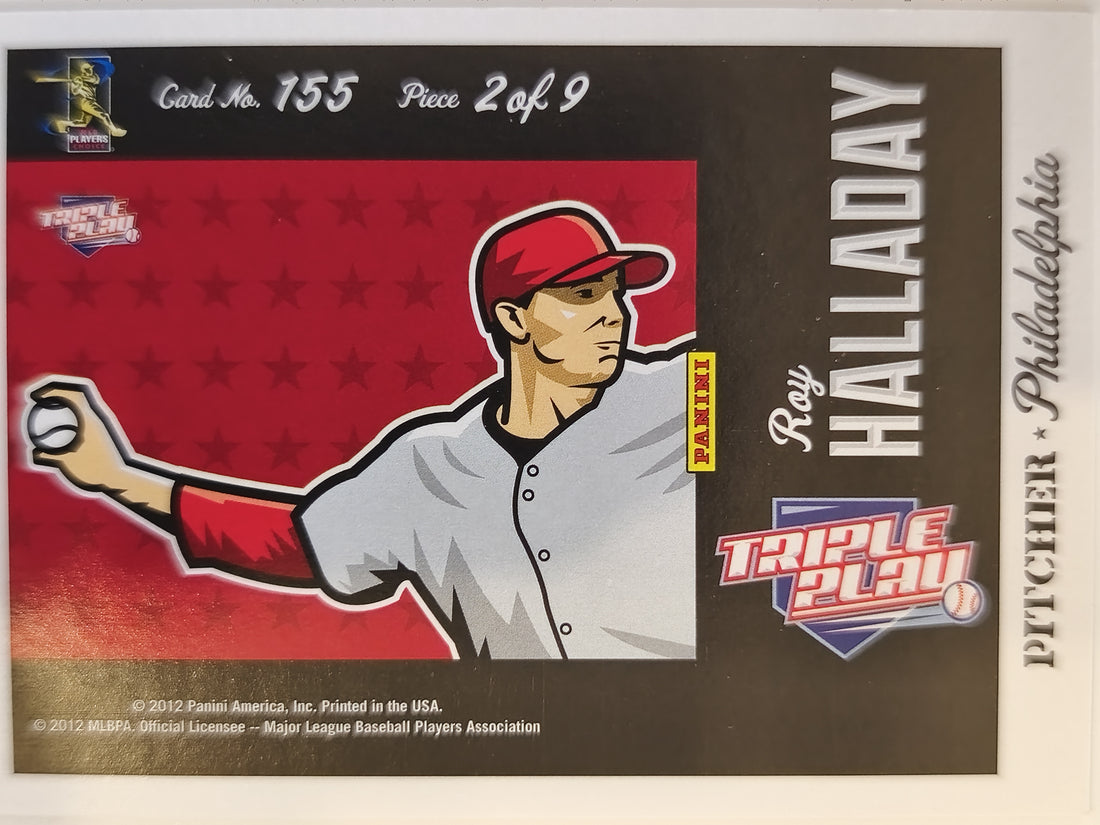 Card No. 155 Piece 2 of 9
PLAYERS
CHOICE
TRIPLE
PLAY
PANINI
Roy
HALLADAY
TRIPLE
PLAY
PITCHER ★ Philadelphia
© 2012 Panini America, Inc. Printed in the USA.
© 2012 MLBPA. Official Licensee -- Major League Baseball Players Association